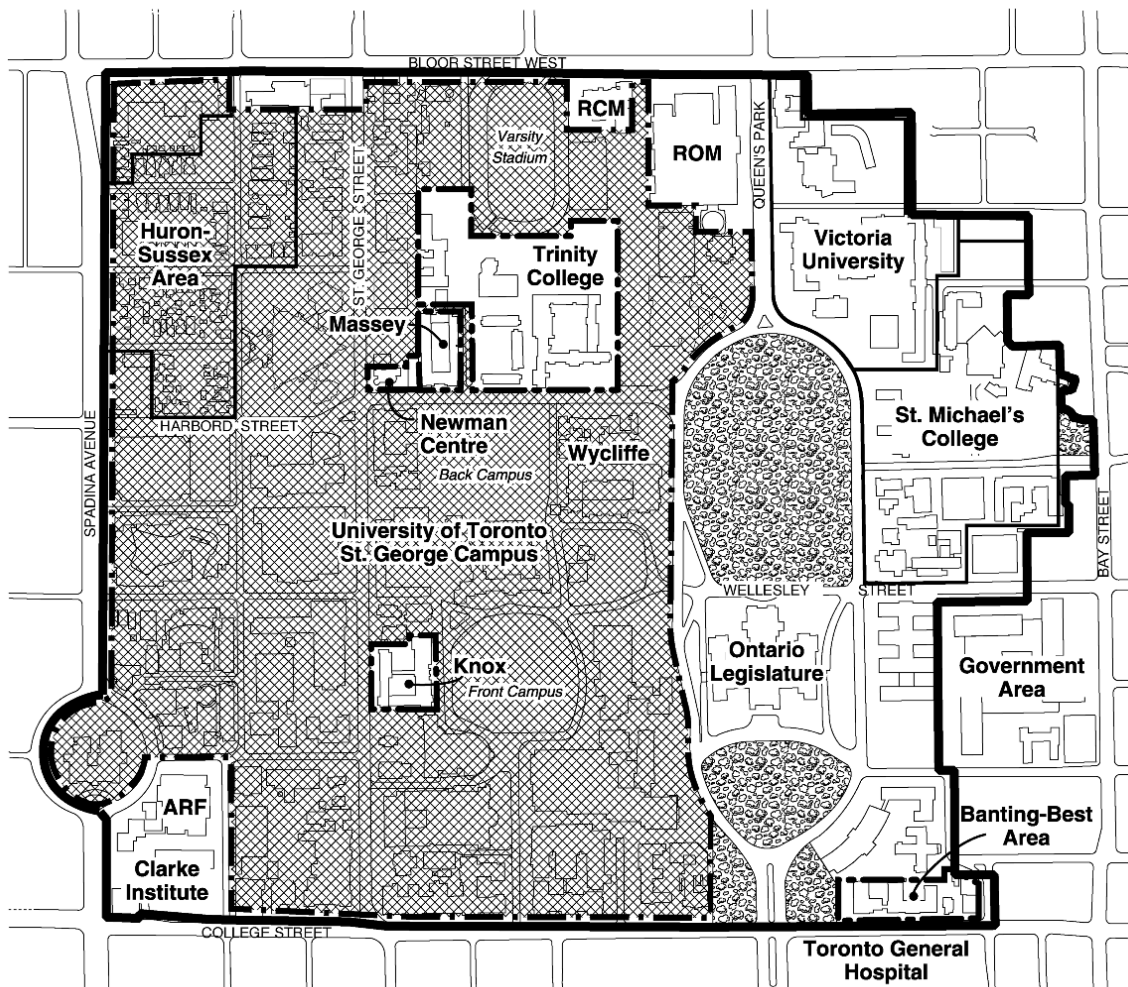 BLOOR STREET WEST
RCM
Varsity
Stadium
ROM
QUEEN'S PARK
ST. GEORGE STREET
Huron-
Sussex
Area
Trinity
College
Victoria
University
Massey
Newman
Centre
HARBORD STREET
SPADINA AVENUE
Wycliffe
Back Campus
St. Michael's
College
BAY STREET
University of Toronto
St. George Campus
WELLESLEY STREET
Ontario
Legislature
Government
Area
Knox
Front Campus
ARF
Clarke
Institute
Banting-Best
Area
COLLEGE STREET
Toronto General
Hospital